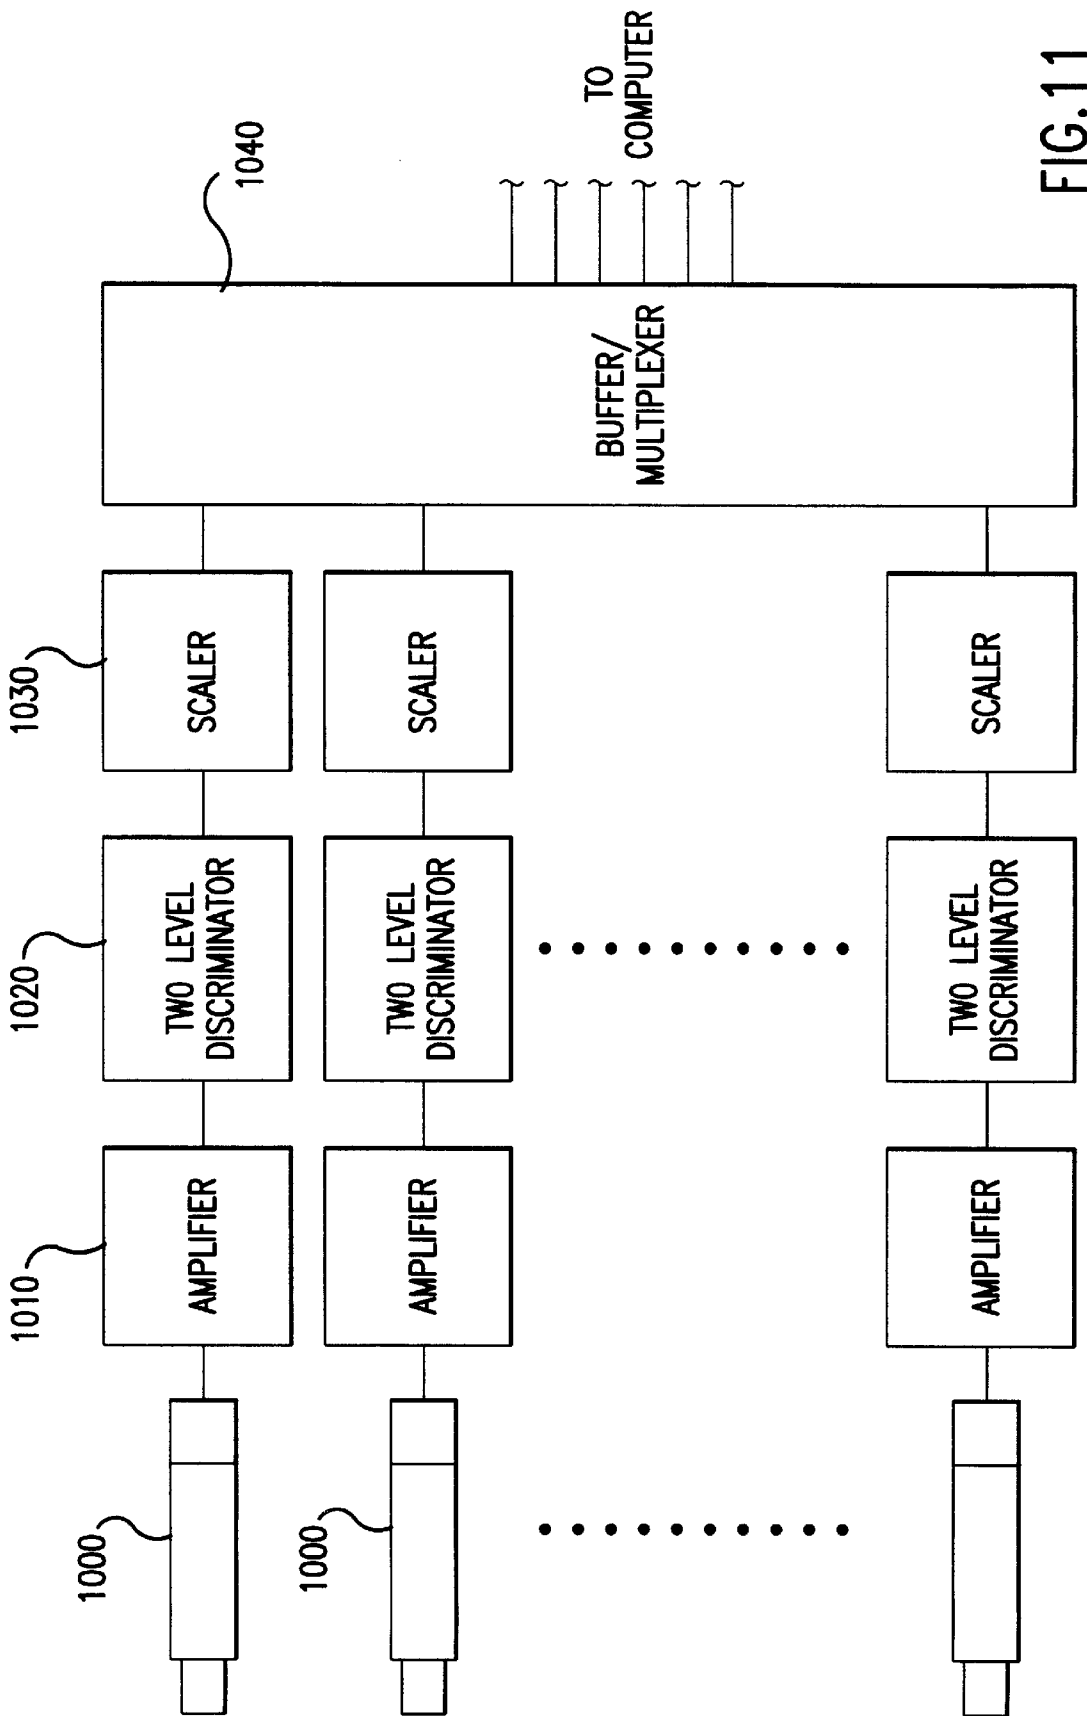 1000
1010
1020
1030
1040
AMPLIFIER
TWO LEVEL
DISCRIMINATOR
SCALER
1000
AMPLIFIER
TWO LEVEL
DISCRIMINATOR
SCALER
BUFFER/
MULTIPLEXER
TO
COMPUTER
AMPLIFIER
TWO LEVEL
DISCRIMINATOR
SCALER
FIG.11